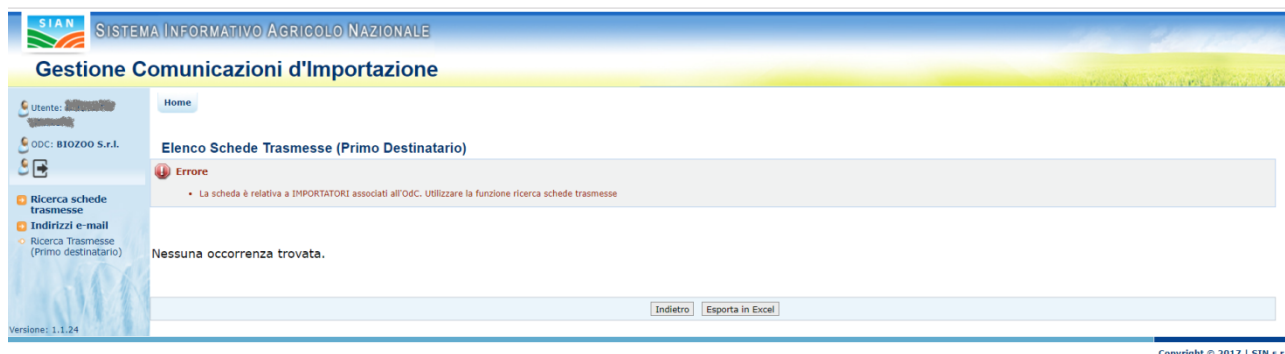 SIAN
SISTEMA INFORMATIVO AGRICOLO NAZIONALE
Gestione Comunicazioni d'Importazione
Utente:
ODC: BIOZOO S.r.l.
Ricerca schede
trasmesse
Indirizzi e-mail
Ricerca Trasmesse
(Primo destinatario)
Versione: 1.1.24
Home
Elenco Schede Trasmesse (Primo Destinatario)
Errore
• La scheda è relativa a IMPORTATORI associati all'OdC. Utilizzare la funzione ricerca schede trasmesse
Nessuna occorrenza trovata.
Indietro Esporta in Excel
Copyright © 2017 | SIN s.r